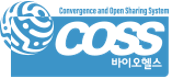 Convergence and Open Sharing System
COSS
바이오헬스